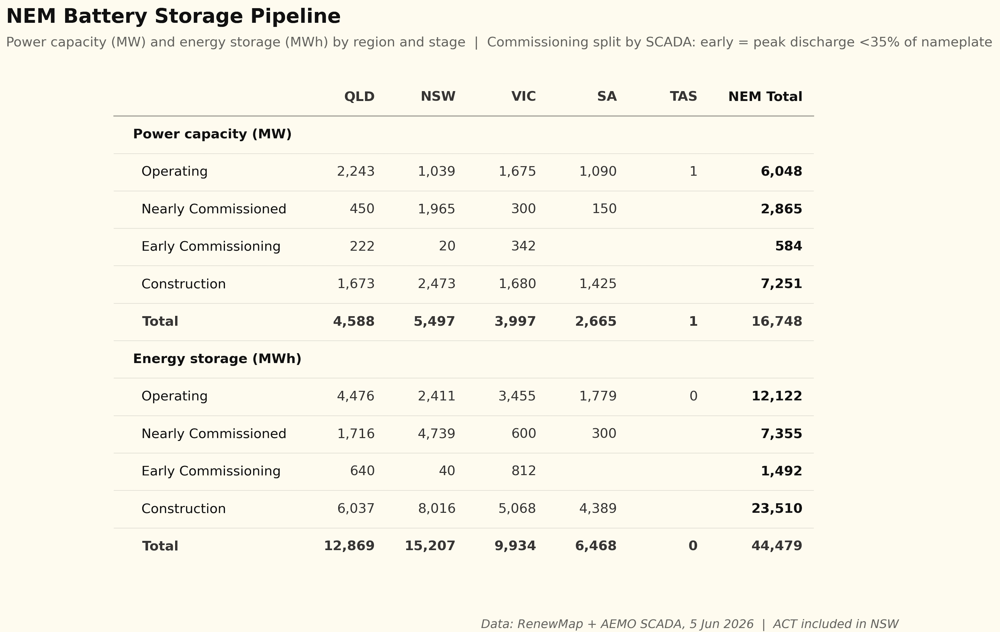 NEM Battery Storage Pipeline
Power capacity (MW) and energy storage (MWh) by region and stage | Commissioning split by SCADA: early = peak discharge <35% of nameplate
QLD NSW VIC SA TAS NEM Total
Power capacity (MW)
Operating 2,243 1,039 1,675 1,090 1 6,048
Nearly Commissioned 450 1,965 300 150 2,865
Early Commissioning 222 20 342 584
Construction 1,673 2,473 1,680 1,425 7,251
Total 4,588 5,497 3,997 2,665 1 16,748
Energy storage (MWh)
Operating 4,476 2,411 3,455 1,779 0 12,122
Nearly Commissioned 1,716 4,739 600 300 7,355
Early Commissioning 640 40 812 1,492
Construction 6,037 8,016 5,068 4,389 23,510
Total 12,869 15,207 9,934 6,468 0 44,479
Data: RenewMap + AEMO SCADA, 5 Jun 2026 | ACT included in NSW